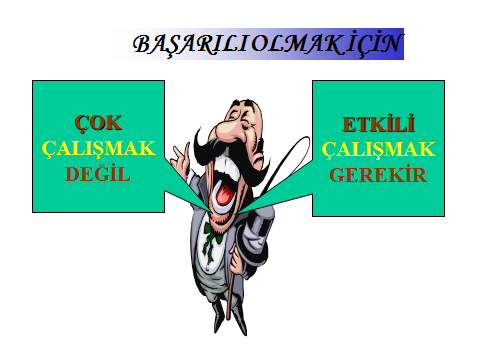 BAŞARILI OLMAK İÇİN
ÇOK
ÇALIŞMAK
DEĞİL
ETKİLİ
ÇALIŞMAK
GEREKİR